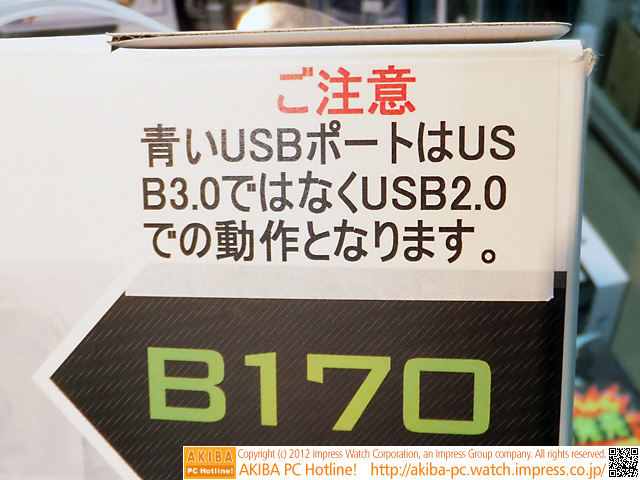 ご注意
青いUSBポートはUS
B3.0ではなくUSB2.0
での動作となります。
B170
AKIBA
PC Hotline!
Copyright (c) 2012 Impress Watch Corporation, an Impress Group company. All rights reserved.
AKIBA PC Hotline! http://akiba-pc.watch.impress.co.jp/